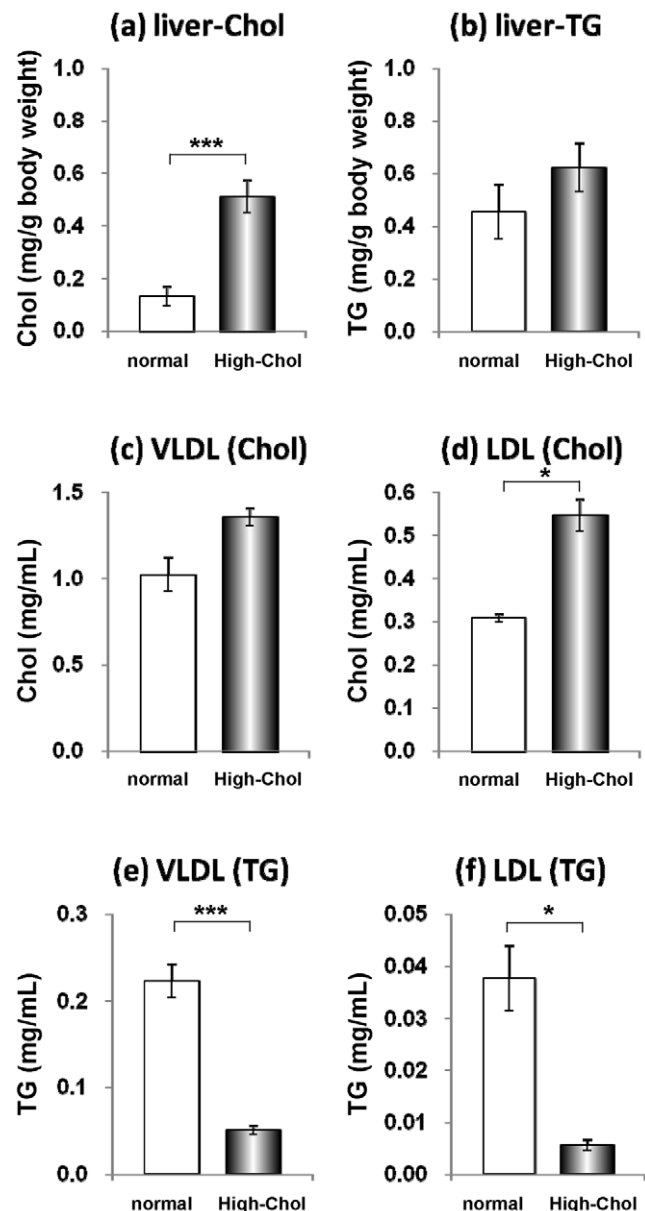 (a) liver-Chol
Chol (mg/g body weight)
1.0
0.8
0.6
0.4
0.2
0.0
***
normal High-Chol
(b) liver-TG
TG (mg/g body weight)
1.0
0.8
0.6
0.4
0.2
0.0
normal High-Chol
(c) VLDL (Chol)
Chol (mg/mL)
1.5
1.0
0.5
0.0
normal High-Chol
(d) LDL (Chol)
Chol (mg/mL)
0.6
0.5
0.4
0.3
0.2
0.1
0.0
*
normal High-Chol
(e) VLDL (TG)
TG (mg/mL)
0.3
0.2
0.1
0.0
***
normal High-Chol
(f) LDL (TG)
TG (mg/mL)
0.05
0.04
0.03
0.02
0.01
0.00
*
normal High-Chol